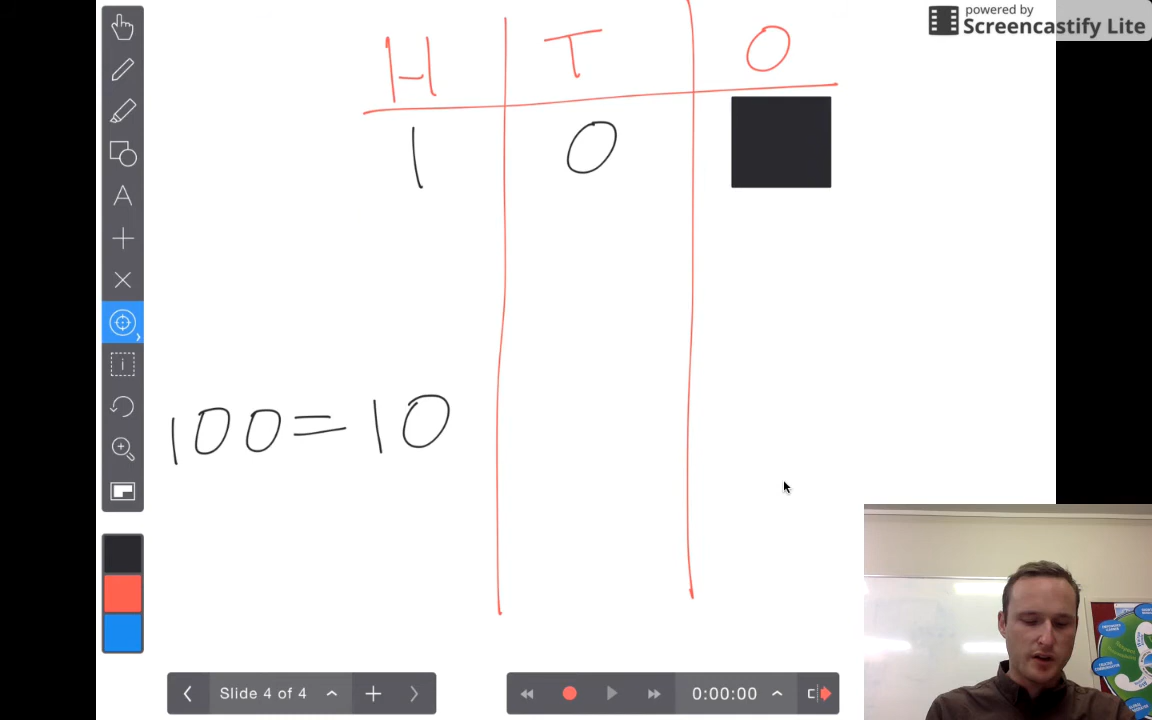 powered by
Screencastify Lite
H T O
1 0
100=10
Slide 4 of 4
0:00:00